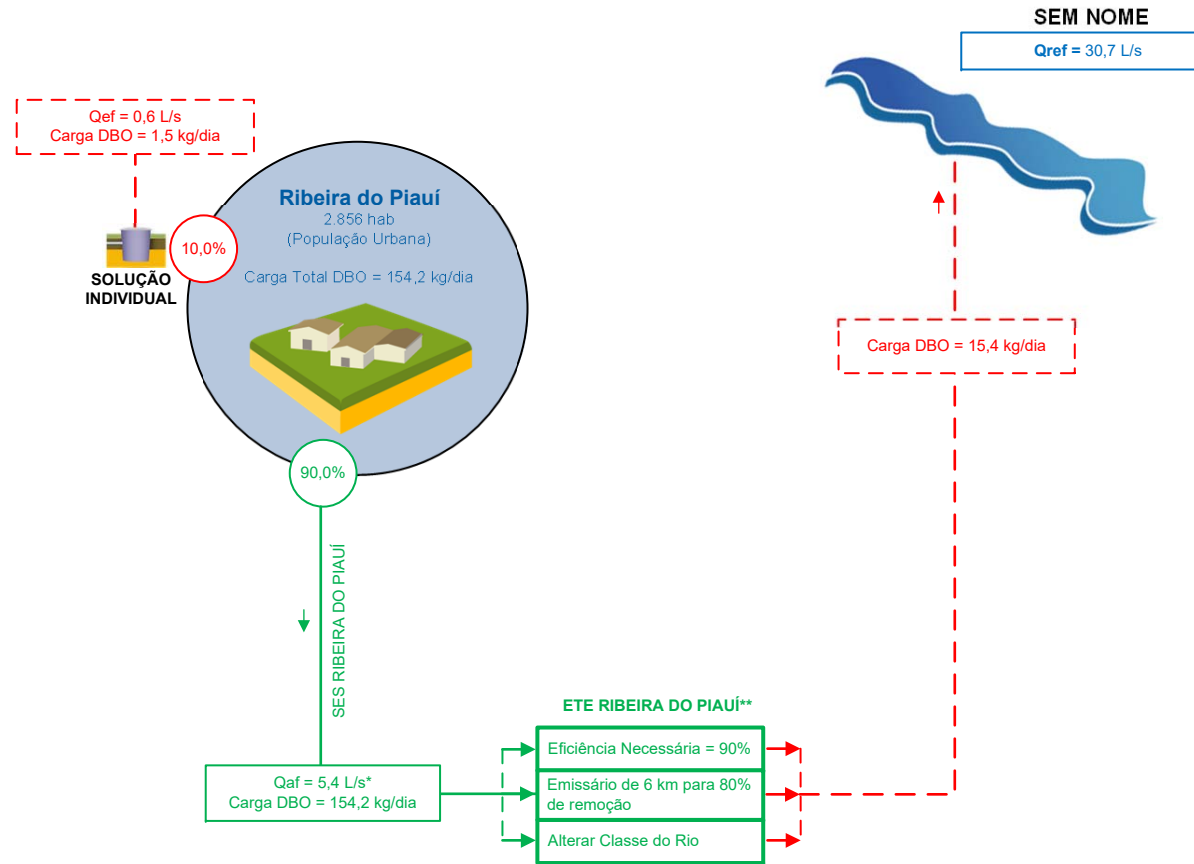 SEM NOME
Qref = 30,7 L/s
Qef = 0,6 L/s
Carga DBO = 1,5 kg/dia
Ribeira do Piauí
2.856 hab
(População Urbana)
Carga Total DBO = 154,2 kg/dia
10,0%
SOLUÇÃO
INDIVIDUAL
90,0%
SES RIBEIRA DO PIAUÍ
Carga DBO = 15,4 kg/dia
ETE RIBEIRA DO PIAUÍ**
Qaf = 5,4 L/s*
Carga DBO = 154,2 kg/dia
Eficiência Necessária = 90%
Emissário de 6 km para 80%
de remoção
Alterar Classe do Rio